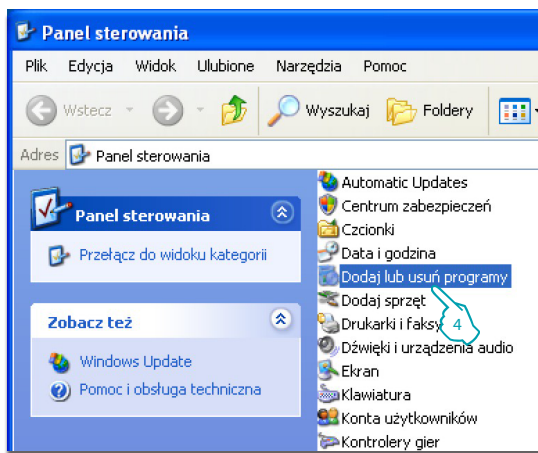 Panel sterowania
Plik Edycja Widok Ulubione Narzędzia Pomoc
Wstecz Wyszukaj Foldery
Adres Panel sterowania
Panel sterowania
Przełącz do widoku kategorii
Zobacz też
Windows Update
Pomoc i obsługa techniczna
Automatic Updates
Centrum zabezpieczeń
Czcionki
Data i godzina
Dodaj lub usuń programy
Dodaj sprzęt
Drukarki i faksy
4
Dźwięki i urządzenia audio
Ekran
Klawiatura
Konta użytkowników
Kontrolery gier